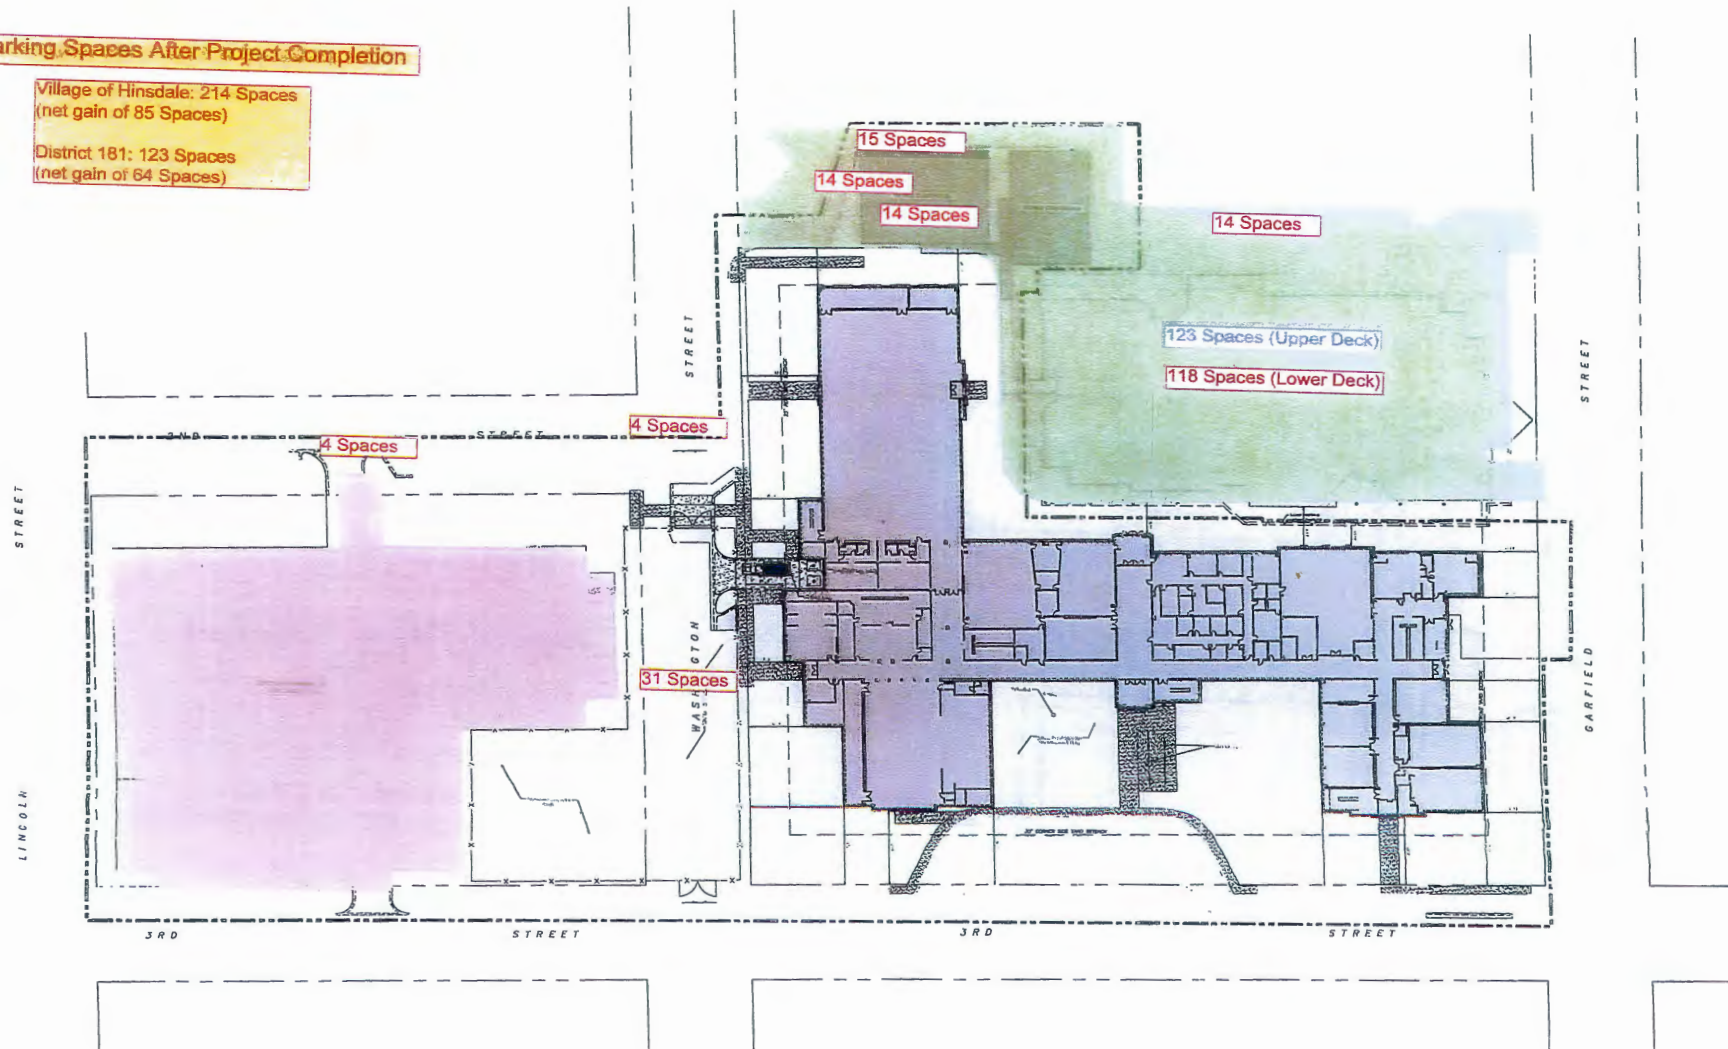 arking Spaces After Project Completion
Village of Hinsdale: 214 Spaces
(net gain of 85 Spaces)
District 181: 123 Spaces
(net gain of 64 Spaces)
15 Spaces
14 Spaces
14 Spaces
14 Spaces
123 Spaces (Upper Deck)
118 Spaces (Lower Deck)
STREET
STREET
4 Spaces
2ND STREET
4 Spaces
STREET
31 Spaces
GARFIELD
LINCOLN
3RD STREET
3RD STREET